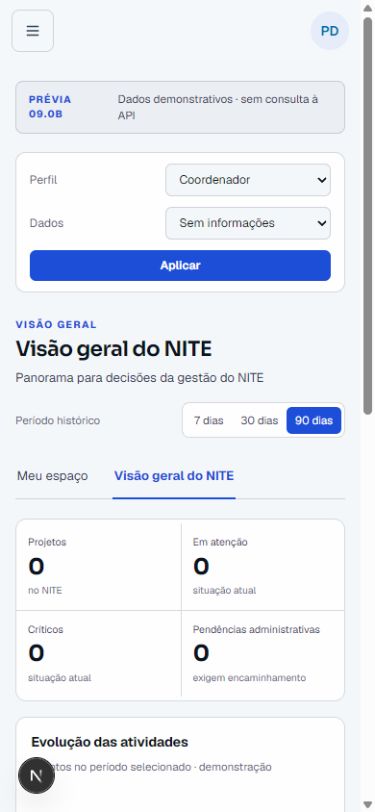 PD
PRÉVIA
09.0B
Dados demonstrativos · sem consulta à
API
Perfil
Coordenador
Dados
Sem informações
Aplicar
VISÃO GERAL
Visão geral do NITE
Panorama para decisões da gestão do NITE
Período histórico
7 dias
30 dias
90 dias
Meu espaço
Visão geral do NITE
Projetos
0
no NITE
Em atenção
0
situação atual
Críticos
0
situação atual
Pendências administrativas
0
exigem encaminhamento
Evolução das atividades
no período selecionado · demonstração
N